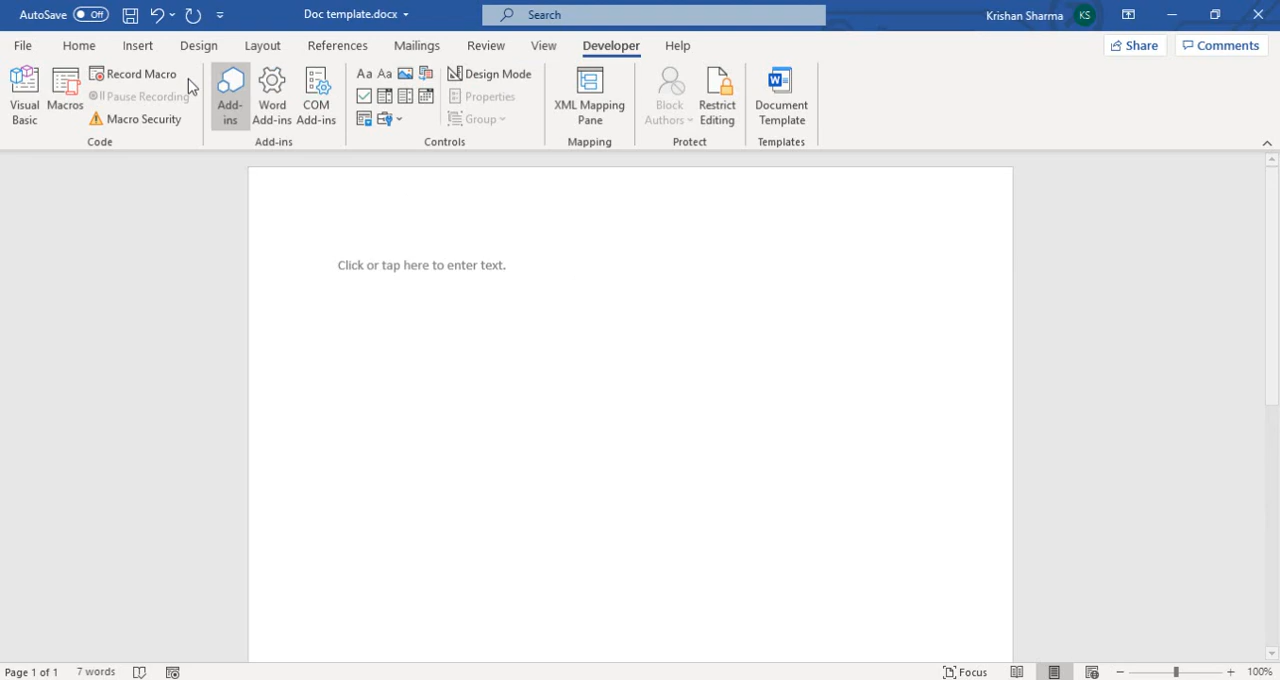 AutoSave Off Doc template.docx Search Krishan Sharma KS
File Home Insert Design Layout References Mailings Review View Developer Help Share Comments
Visual Basic
Macros
Record Macro
Pause Recording
Macro Security
Code
Add-ins
Word Add-ins
COM Add-ins
Add-ins
Aa Aa
Design Mode
Properties
Group
Controls
XML Mapping Pane
Mapping
Block Authors
Restrict Editing
Protect
Document Template
Templates
Click or tap here to enter text.
Page 1 of 1 7 words Focus 100%